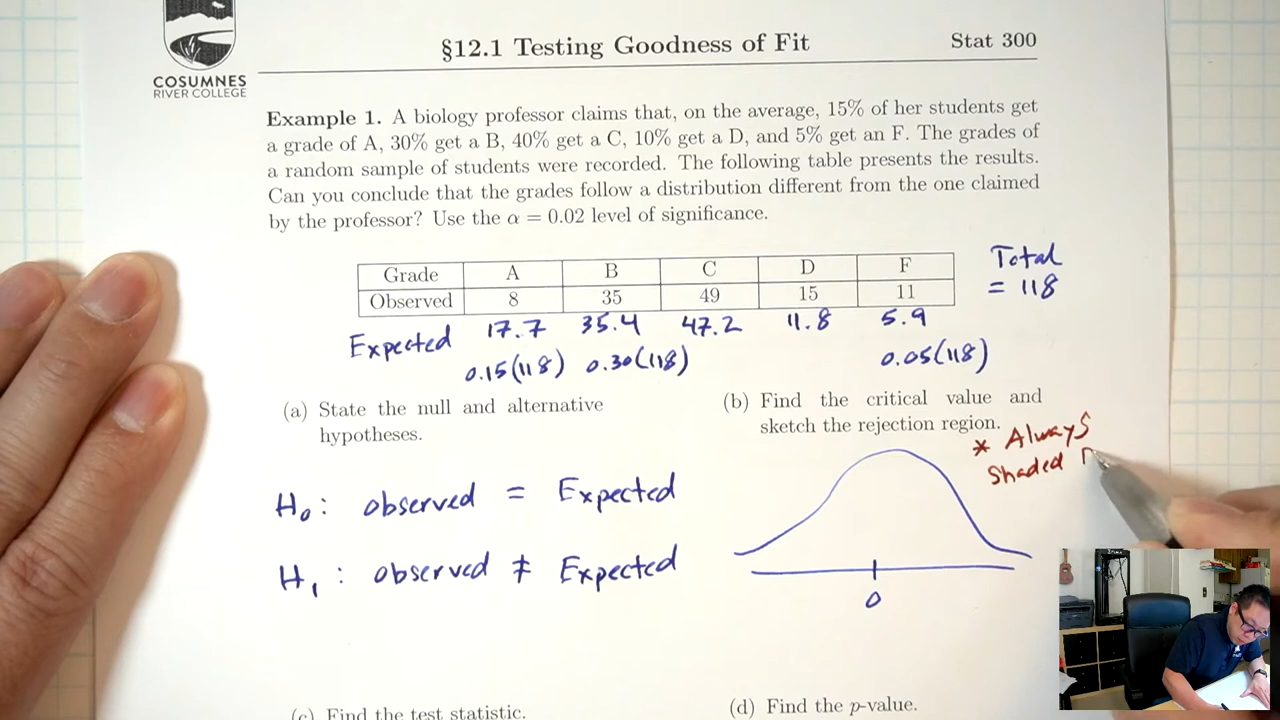 COSUMNES
RIVER COLLEGE
§12.1 Testing Goodness of Fit
Stat 300
Example 1. A biology professor claims that, on the average, 15% of her students get
a grade of A, 30% get a B, 40% get a C, 10% get a D, and 5% get an F. The grades of
a random sample of students were recorded. The following table presents the results.
Can you conclude that the grades follow a distribution different from the one claimed
by the professor? Use the α = 0.02 level of significance.
Grade A B C D F
Observed 8 35 49 15 11
Total
= 118
Expected 17.7 35.4 47.2 11.8 5.9
0.15(118) 0.30(118) 0.05(118)
(a) State the null and alternative
hypotheses.
H₀: observed = Expected
H₁: observed ≠ Expected
(b) Find the critical value and
sketch the rejection region.
* Always
Shaded
0
(c) Find the test statistic.
(d) Find the p-value.